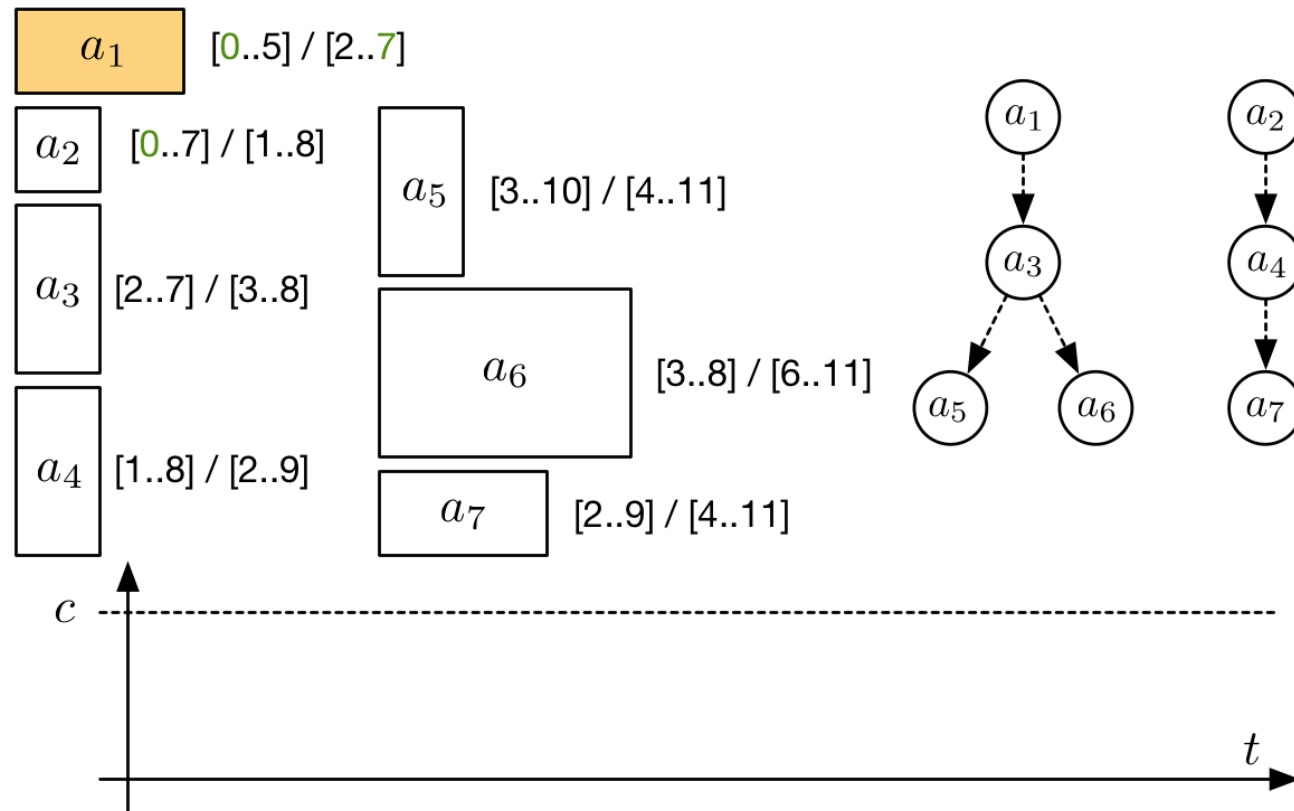 a₁ [0..5] / [2..7]
a₂ [0..7] / [1..8]
a₃ [2..7] / [3..8]
a₄ [1..8] / [2..9]
a₅ [3..10] / [4..11]
a₆ [3..8] / [6..11]
a₇ [2..9] / [4..11]
a₁ a₂
a₃ a₄
a₅ a₆ a₇
c
t